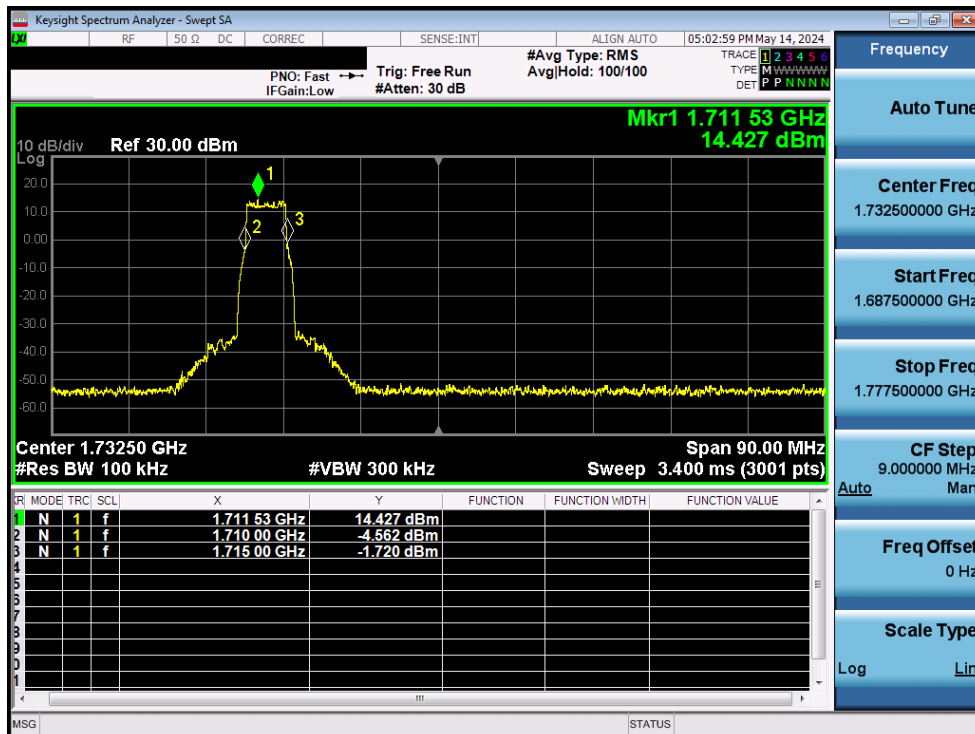 Keysight Spectrum Analyzer - Swept SA
LXI RF 50 Ω DC CORREC SENSE:INT ALIGN AUTO 05:02:59 PM May 14, 2024
Frequency
PNO: Fast
IFGain:Low
Trig: Free Run
#Atten: 30 dB
#Avg Type: RMS
Avg|Hold: 100/100
TRACE 1 2 3 4 5 6
TYPE M W W W W W
DET P P N N N N
Auto Tune
Mkr1 1.711 53 GHz
14.427 dBm
10 dB/div Ref 30.00 dBm
Log
20.0
10.0
0.00
-10.0
-20.0
-30.0
-40.0
-50.0
-60.0
1
2
3
Center 1.73250 GHz Span 90.00 MHz
#Res BW 100 kHz #VBW 300 kHz Sweep 3.400 ms (3001 pts)
Center Freq
1.732500000 GHz
Start Freq
1.687500000 GHz
Stop Freq
1.777500000 GHz
CF Step
9.000000 MHz
Auto Man
Freq Offset
0 Hz
Scale Type
Log Lin
MODE TRC SCL X Y FUNCTION FUNCTION WIDTH FUNCTION VALUE
1 N 1 f 1.711 53 GHz 14.427 dBm
2 N 1 f 1.710 00 GHz -4.562 dBm
3 N 1 f 1.715 00 GHz -1.720 dBm
4
5
6
7
8
9
MSG STATUS